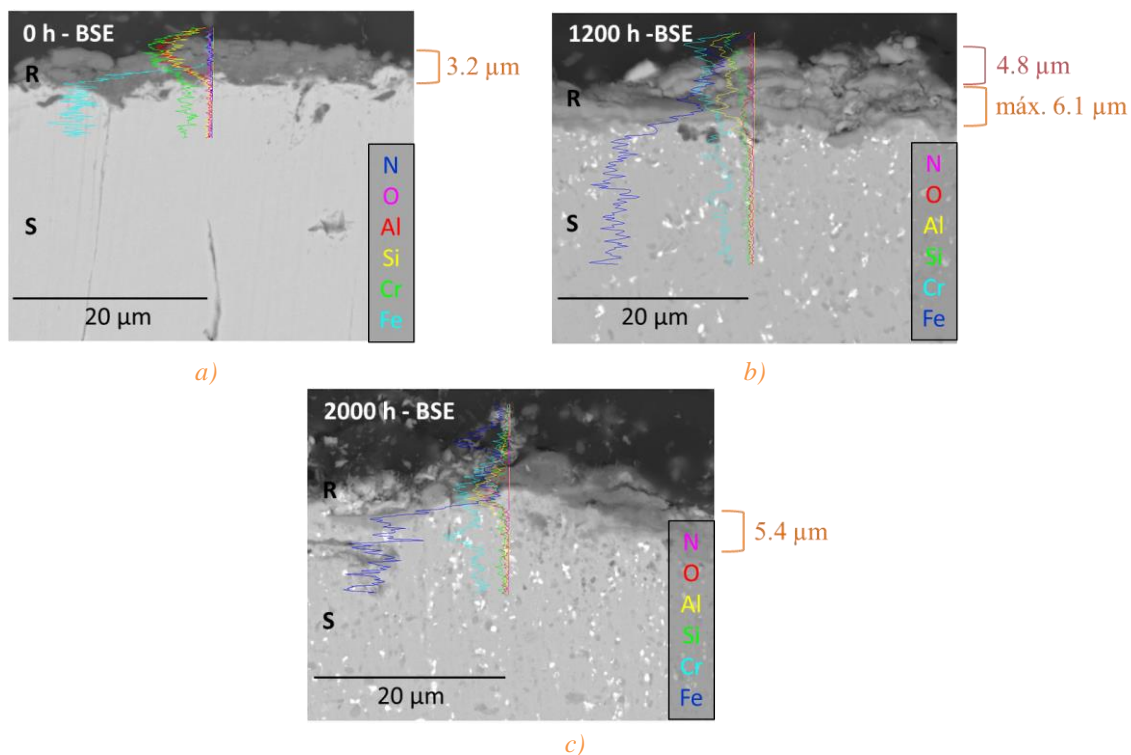 0 h - BSE
R
S
N
O
Al
Si
Cr
Fe
20 µm
3.2 µm
a)
1200 h -BSE
R
S
N
O
Al
Si
Cr
Fe
20 µm
4.8 µm
máx. 6.1 µm
b)
2000 h - BSE
R
S
N
O
Al
Si
Cr
Fe
20 µm
5.4 µm
c)